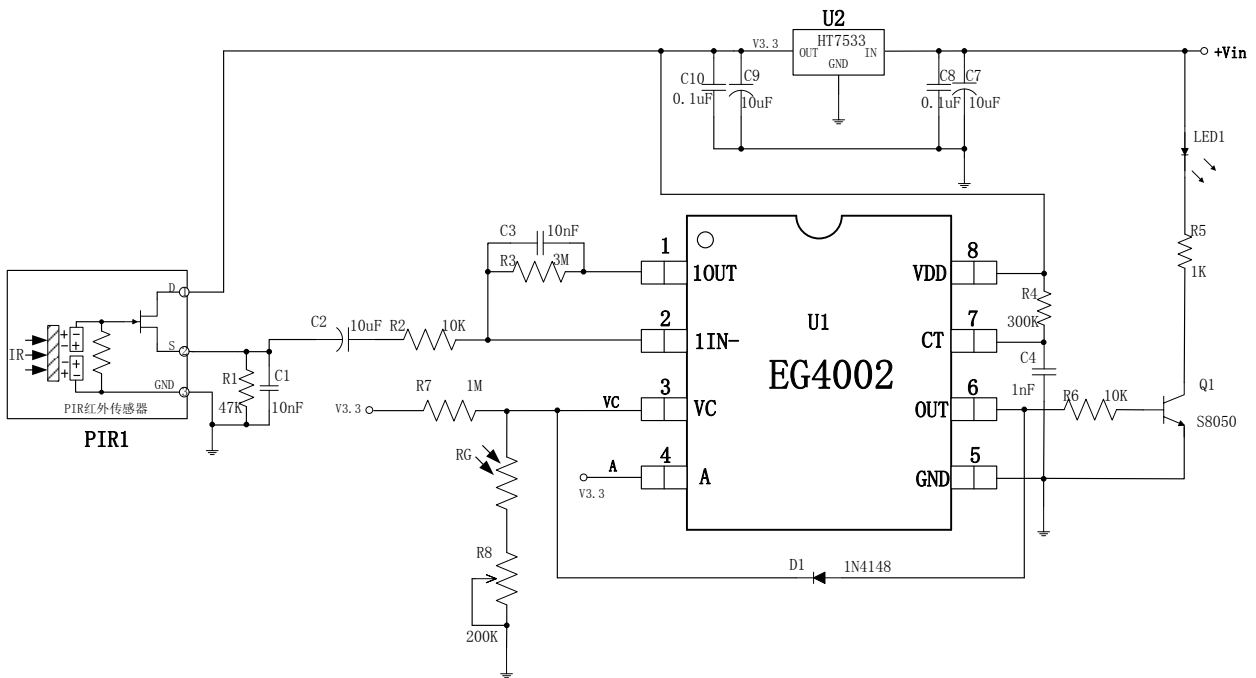 U2
HT7533
V3.3
OUT
IN
GND
+Vin
C10
0.1uF
C9
10uF
C8
0.1uF
C7
10uF
LED1
R5
1K
C3
10nF
R3
3M
1
1OUT
8
VDD
R4
300K
D
1
C2
10uF
R2
10K
2
1IN-
U1
EG4002
7
CT
C4
1nF
IR
S
2
R1
47K
C1
10nF
GND
3
PIR红外传感器
PIR1
R7
1M
V3.3
VC
3
VC
6
OUT
R6
10K
Q1
S8050
RG
A
V3.3
4
A
5
GND
R8
200K
D1
1N4148